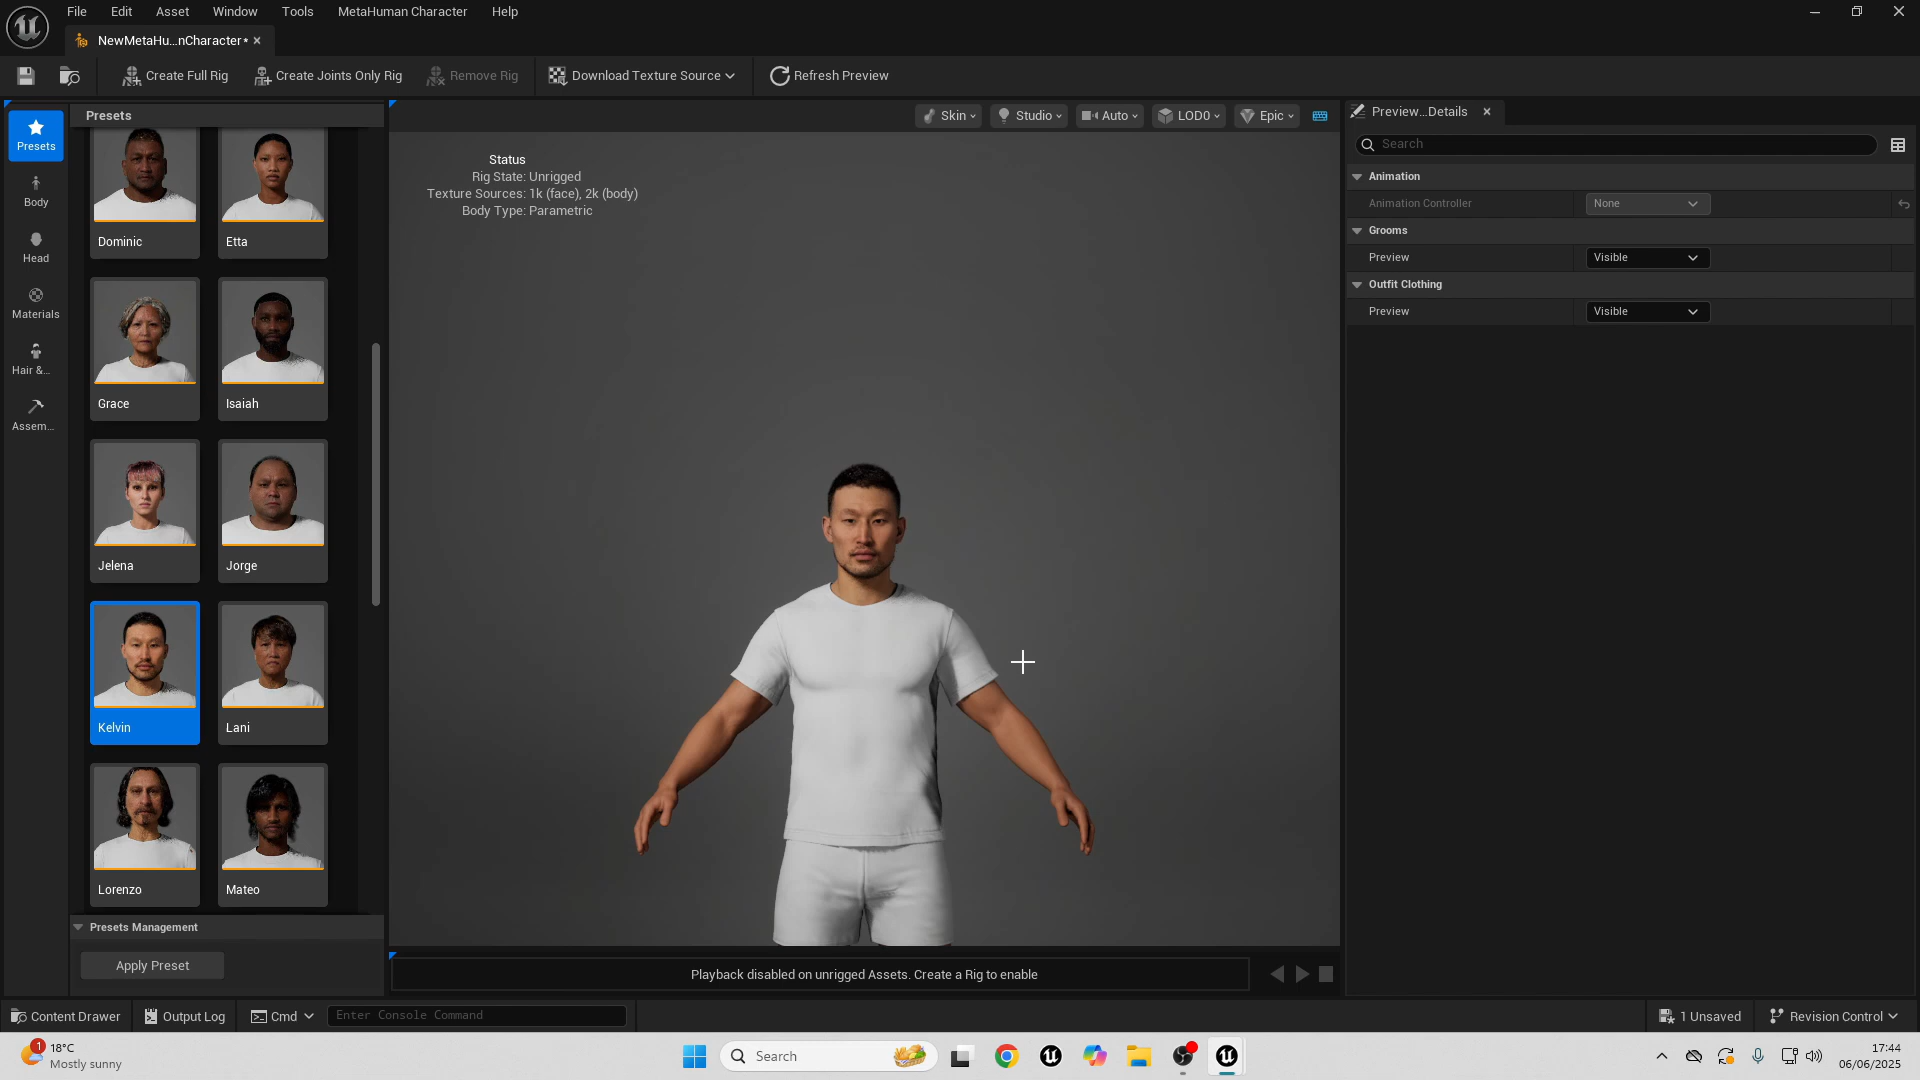 File Edit Asset Window Tools MetaHuman Character Help
NewMetaHu...nCharacter•
Create Full Rig Create Joints Only Rig Remove Rig Download Texture Source Refresh Preview
Presets
Presets
Body
Head
Materials
Hair &...
Assem...
Dominic Etta
Grace Isaiah
Jelena Jorge
Kelvin Lani
Lorenzo Mateo
Presets Management
Apply Preset
Skin Studio Auto LOD0 Epic
Status
Rig State: Unrigged
Texture Sources: 1k (face), 2k (body)
Body Type: Parametric
Playback disabled on unrigged Assets. Create a Rig to enable
Preview...Details
Search
Animation
Animation Controller None
Grooms
Preview Visible
Outfit Clothing
Preview Visible
Content Drawer Output Log Cmd Enter Console Command 1 Unsaved Revision Control
1
18°C
Mostly sunny
Search
17:44
06/06/2025